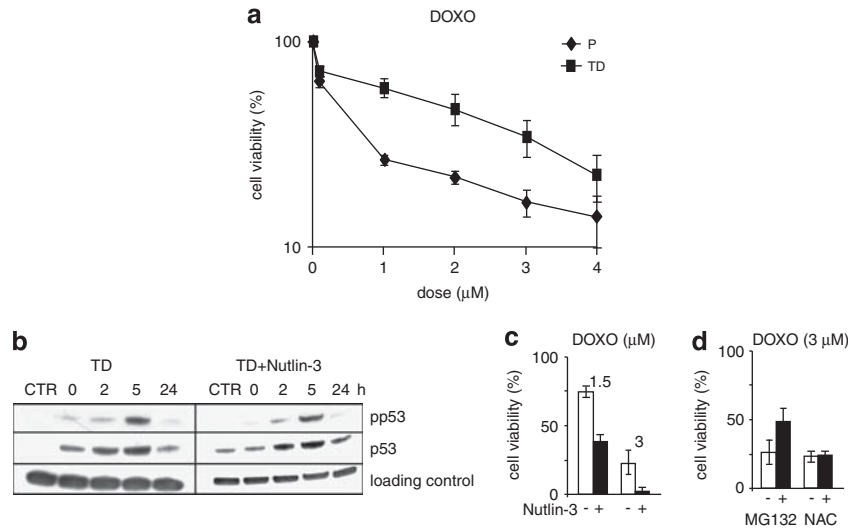 a
DOXO
100
10
cell viability (%)
0 1 2 3 4
dose (μM)
P
TD
b
TD TD+Nutlin-3
CTR 0 2 5 24 CTR 0 2 5 24 h
pp53
p53
loading control
c
DOXO (μM)
100
50
0
cell viability (%)
1.5
3
Nutlin-3 - + - +
d
DOXO (3 μM)
100
50
0
cell viability (%)
- + - +
MG132 NAC